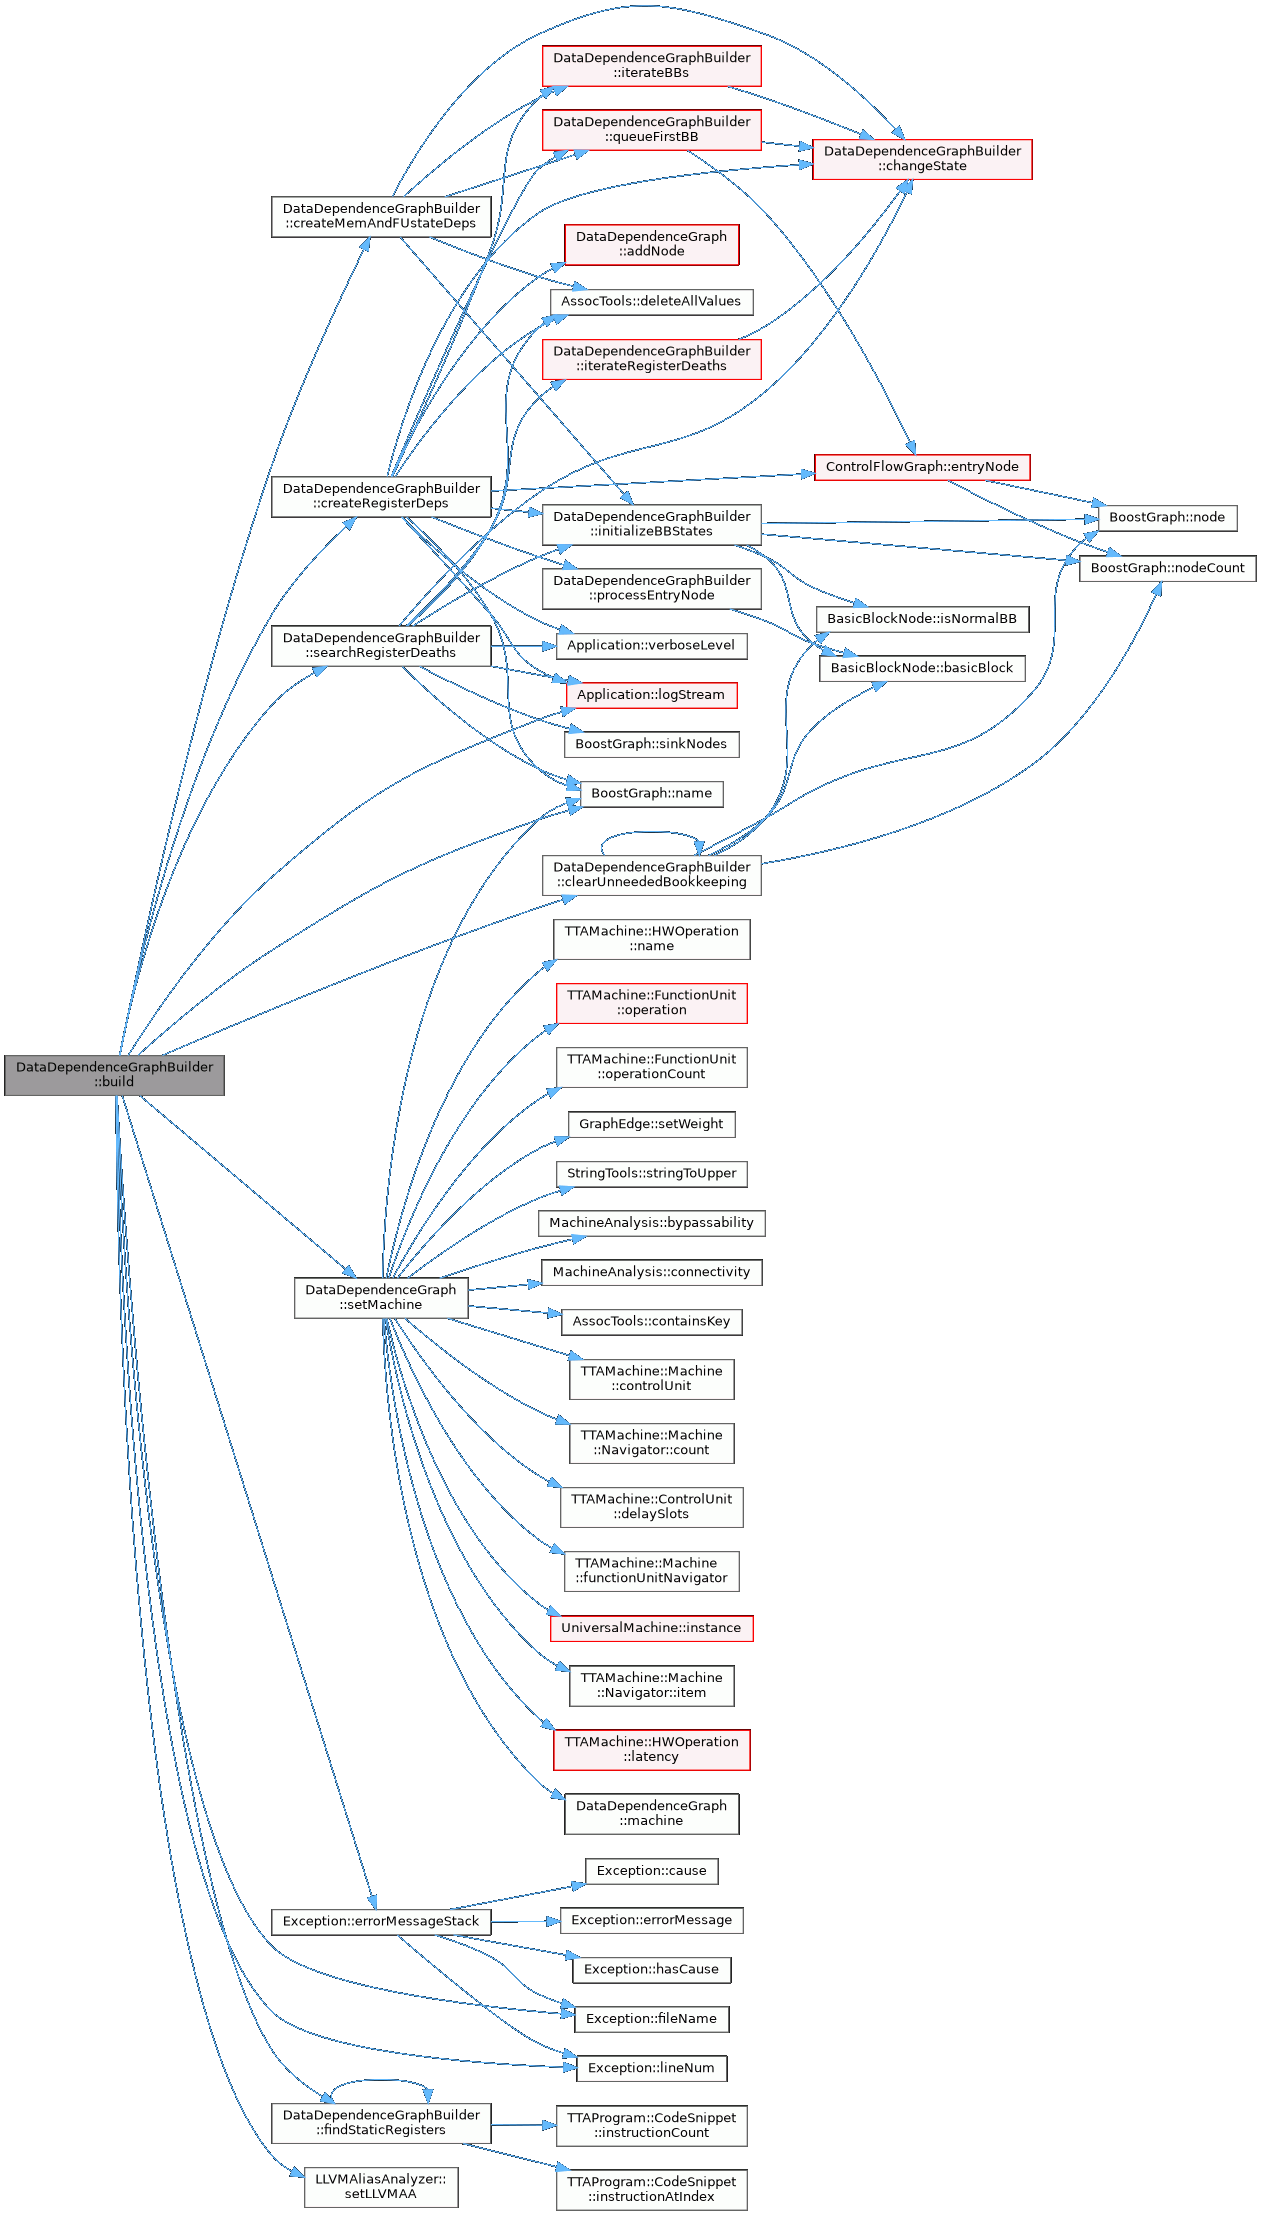 DataDependenceGraphBuilder
::build
DataDependenceGraphBuilder
::createMemAndFUstateDeps
DataDependenceGraphBuilder
::createRegisterDeps
DataDependenceGraphBuilder
::searchRegisterDeaths
DataDependenceGraph
::setMachine
Exception::errorMessageStack
DataDependenceGraphBuilder
::findStaticRegisters
LLVMAliasAnalyzer::
setLLVMAA
DataDependenceGraphBuilder
::iterateBBs
DataDependenceGraphBuilder
::queueFirstBB
DataDependenceGraph
::addNode
AssocTools::deleteAllValues
DataDependenceGraphBuilder
::iterateRegisterDeaths
DataDependenceGraphBuilder
::initializeBBStates
DataDependenceGraphBuilder
::processEntryNode
Application::verboseLevel
Application::logStream
BoostGraph::sinkNodes
BoostGraph::name
DataDependenceGraphBuilder
::clearUnneededBookkeeping
TTAMachine::HWOperation
::name
TTAMachine::FunctionUnit
::operation
TTAMachine::FunctionUnit
::operationCount
GraphEdge::setWeight
StringTools::stringToUpper
MachineAnalysis::bypassability
MachineAnalysis::connectivity
AssocTools::containsKey
TTAMachine::Machine
::controlUnit
TTAMachine::Machine
::Navigator::count
TTAMachine::ControlUnit
::delaySlots
TTAMachine::Machine
::functionUnitNavigator
UniversalMachine::instance
TTAMachine::Machine
::Navigator::item
TTAMachine::HWOperation
::latency
DataDependenceGraph
::machine
Exception::cause
Exception::errorMessage
Exception::hasCause
Exception::fileName
Exception::lineNum
TTAProgram::CodeSnippet
::instructionCount
TTAProgram::CodeSnippet
::instructionAtIndex
DataDependenceGraphBuilder
::changeState
ControlFlowGraph::entryNode
BasicBlockNode::isNormalBB
BasicBlockNode::basicBlock
BoostGraph::node
BoostGraph::nodeCount